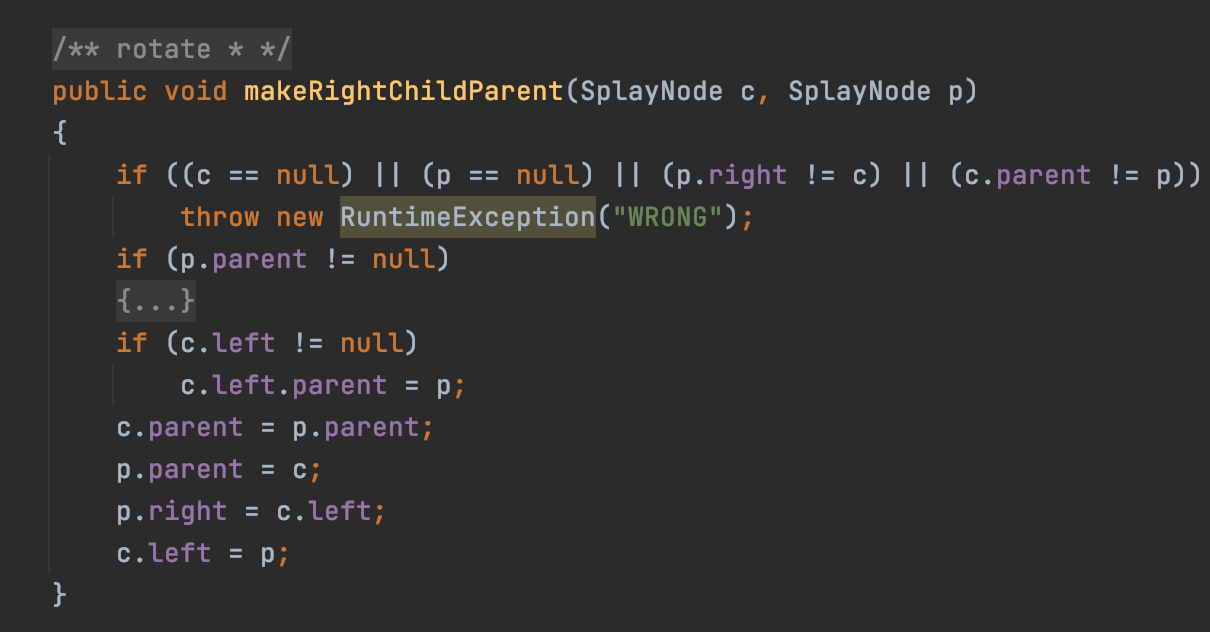 /** rotate * */
public void makeRightChildParent(SplayNode c, SplayNode p)
{
    if ((c == null) || (p == null) || (p.right != c) || (c.parent != p))
        throw new RuntimeException("WRONG");
    if (p.parent != null)
    {...}
    if (c.left != null)
        c.left.parent = p;
    c.parent = p.parent;
    p.parent = c;
    p.right = c.left;
    c.left = p;
}